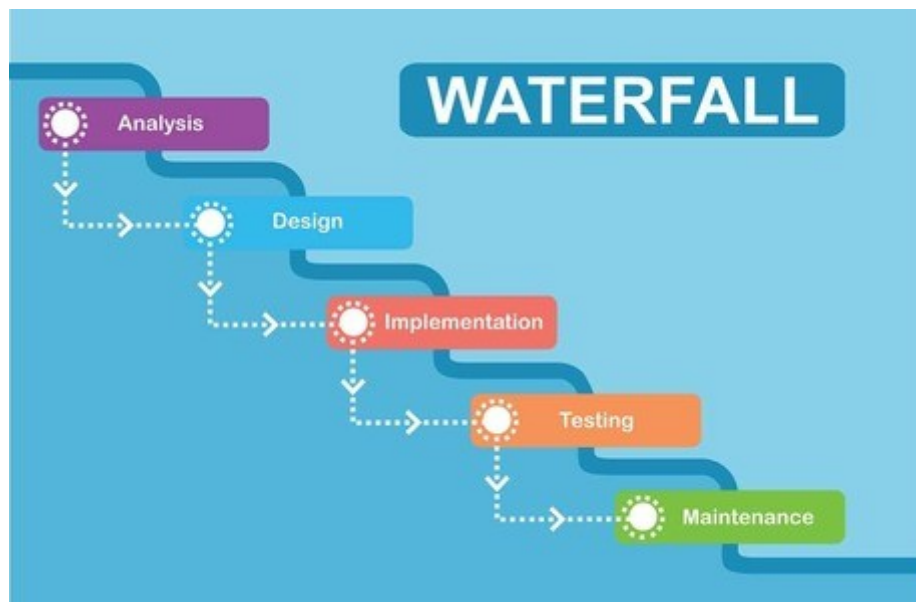 WATERFALL
Analysis
Design
Implementation
Testing
Maintenance